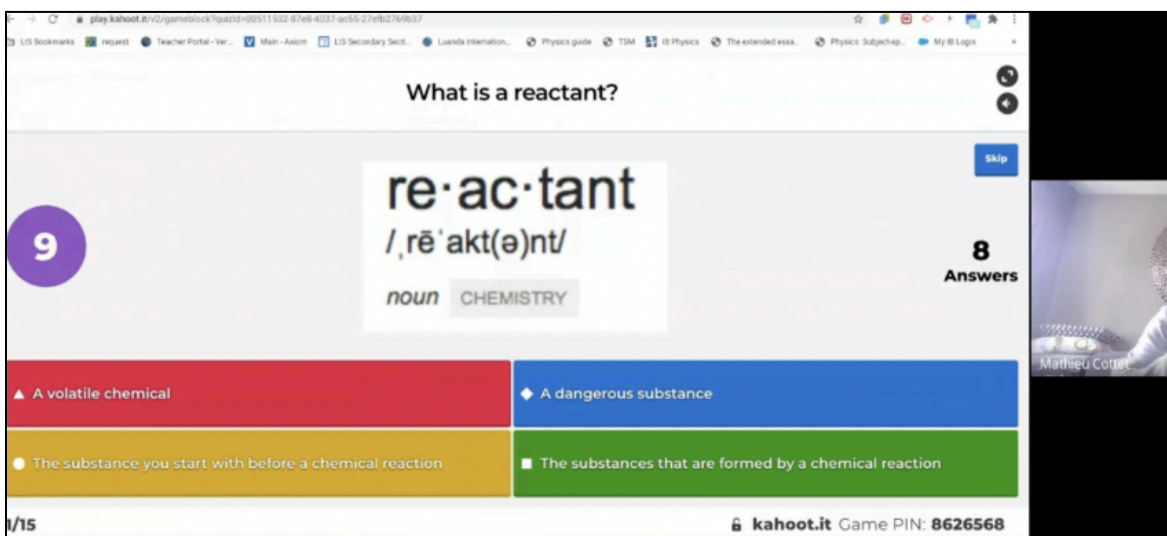 play.kahoot.it/v2/gameblock?quizId=00511532-87e8-4037-ac55-27efb2769b37
LIS Bookmarks request Teacher Portal - Ver... Main - Axiom LIS Secondary Secti... Luanda Internation... Physics guide TSM IB Physics The extended essa... Physics: Subject-sp... My IB Login
What is a reactant?
Skip
re·ac·tant
/ˌrēˈakt(ə)nt/
noun CHEMISTRY
9
8
Answers
A volatile chemical
A dangerous substance
The substance you start with before a chemical reaction
The substances that are formed by a chemical reaction
1/15
kahoot.it Game PIN: 8626568
Mathieu Cottet